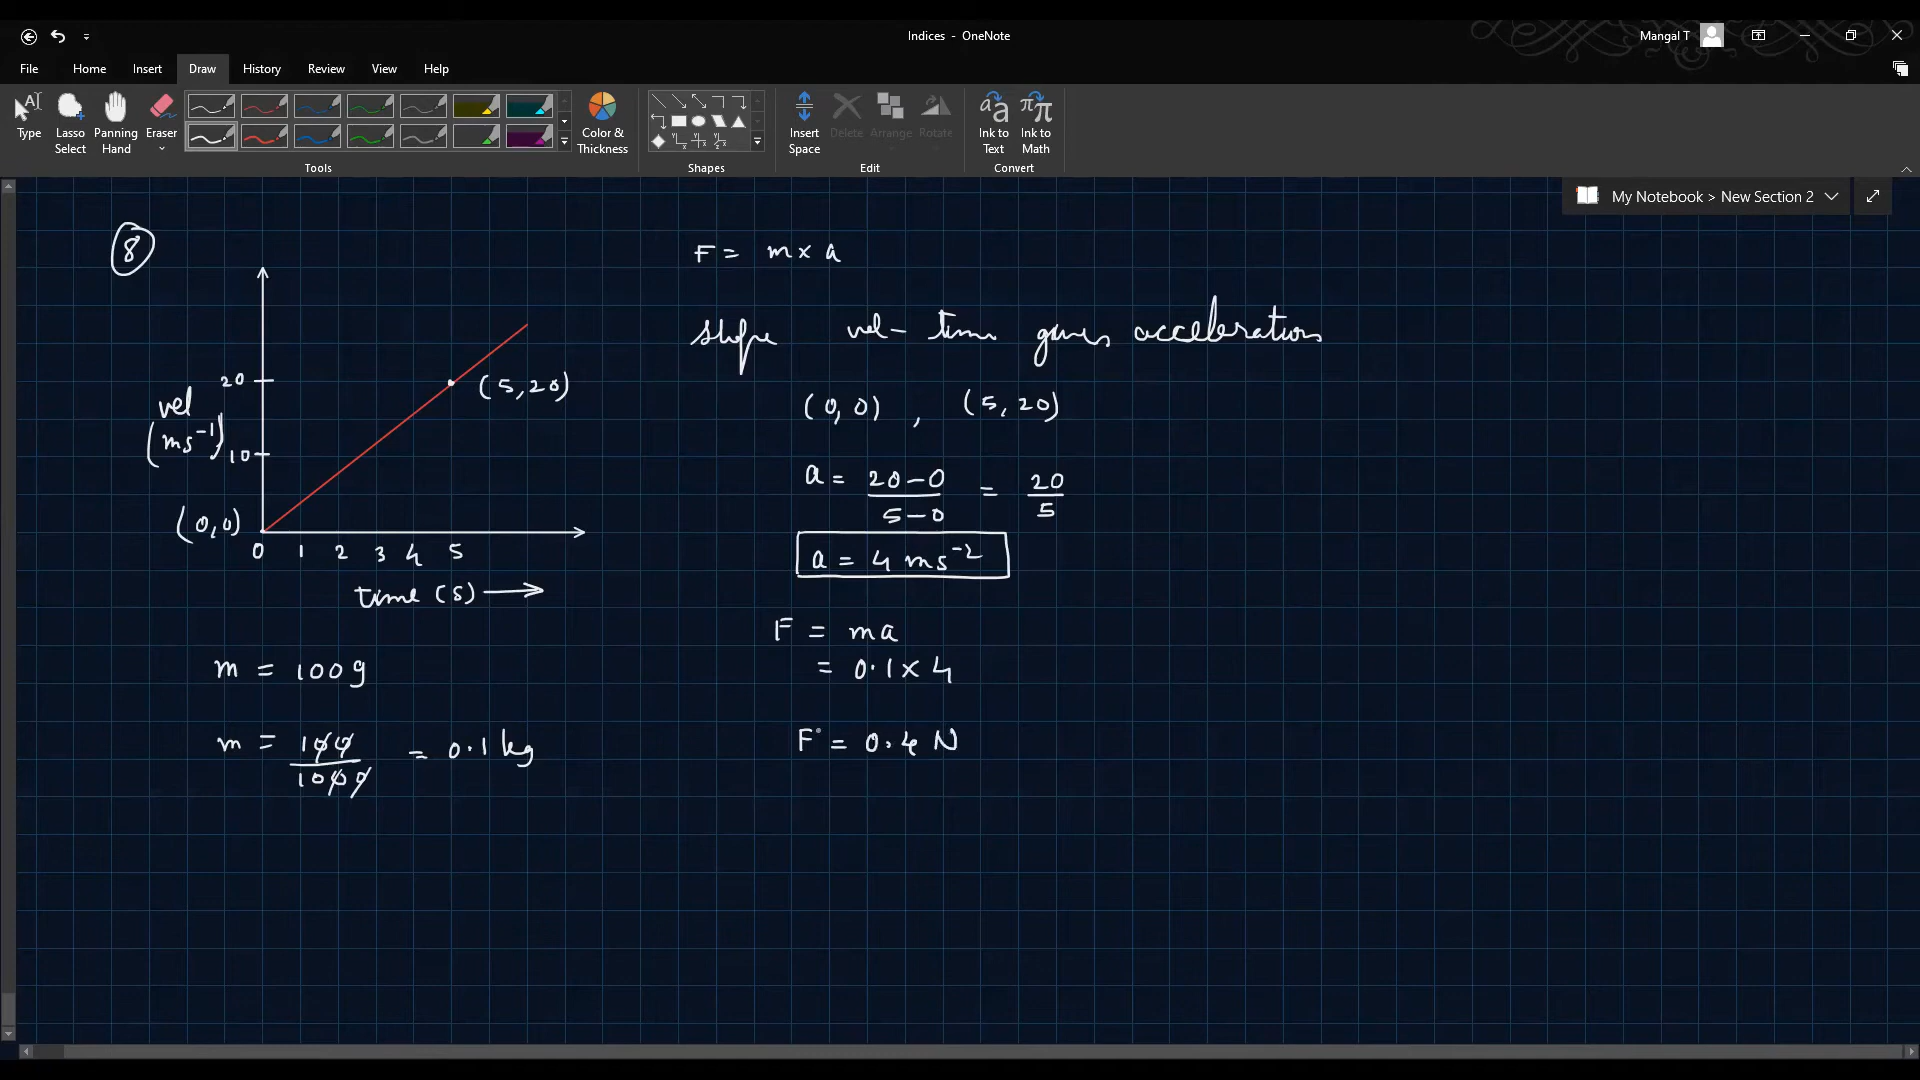 Indices - OneNote
Mangal T
File Home Insert Draw History Review View Help
Type
Lasso Select
Panning Hand
Eraser
Color & Thickness
Insert Space
Delete
Arrange
Rotate
Ink to Text
Ink to Math
Tools
Shapes
Edit
Convert
My Notebook > New Section 2
8
vel
(ms⁻¹)
20
10
(5,20)
(0,0)
0 1 2 3 4 5
time (s) →
m = 100g
m = 100/1000 = 0.1 kg
F = m × a
slope vel- time gives acceleration
(0,0) , (5,20)
a = 20-0/5-0 = 20/5
a = 4 ms⁻²
F = ma
= 0.1 × 4
F = 0.4 N